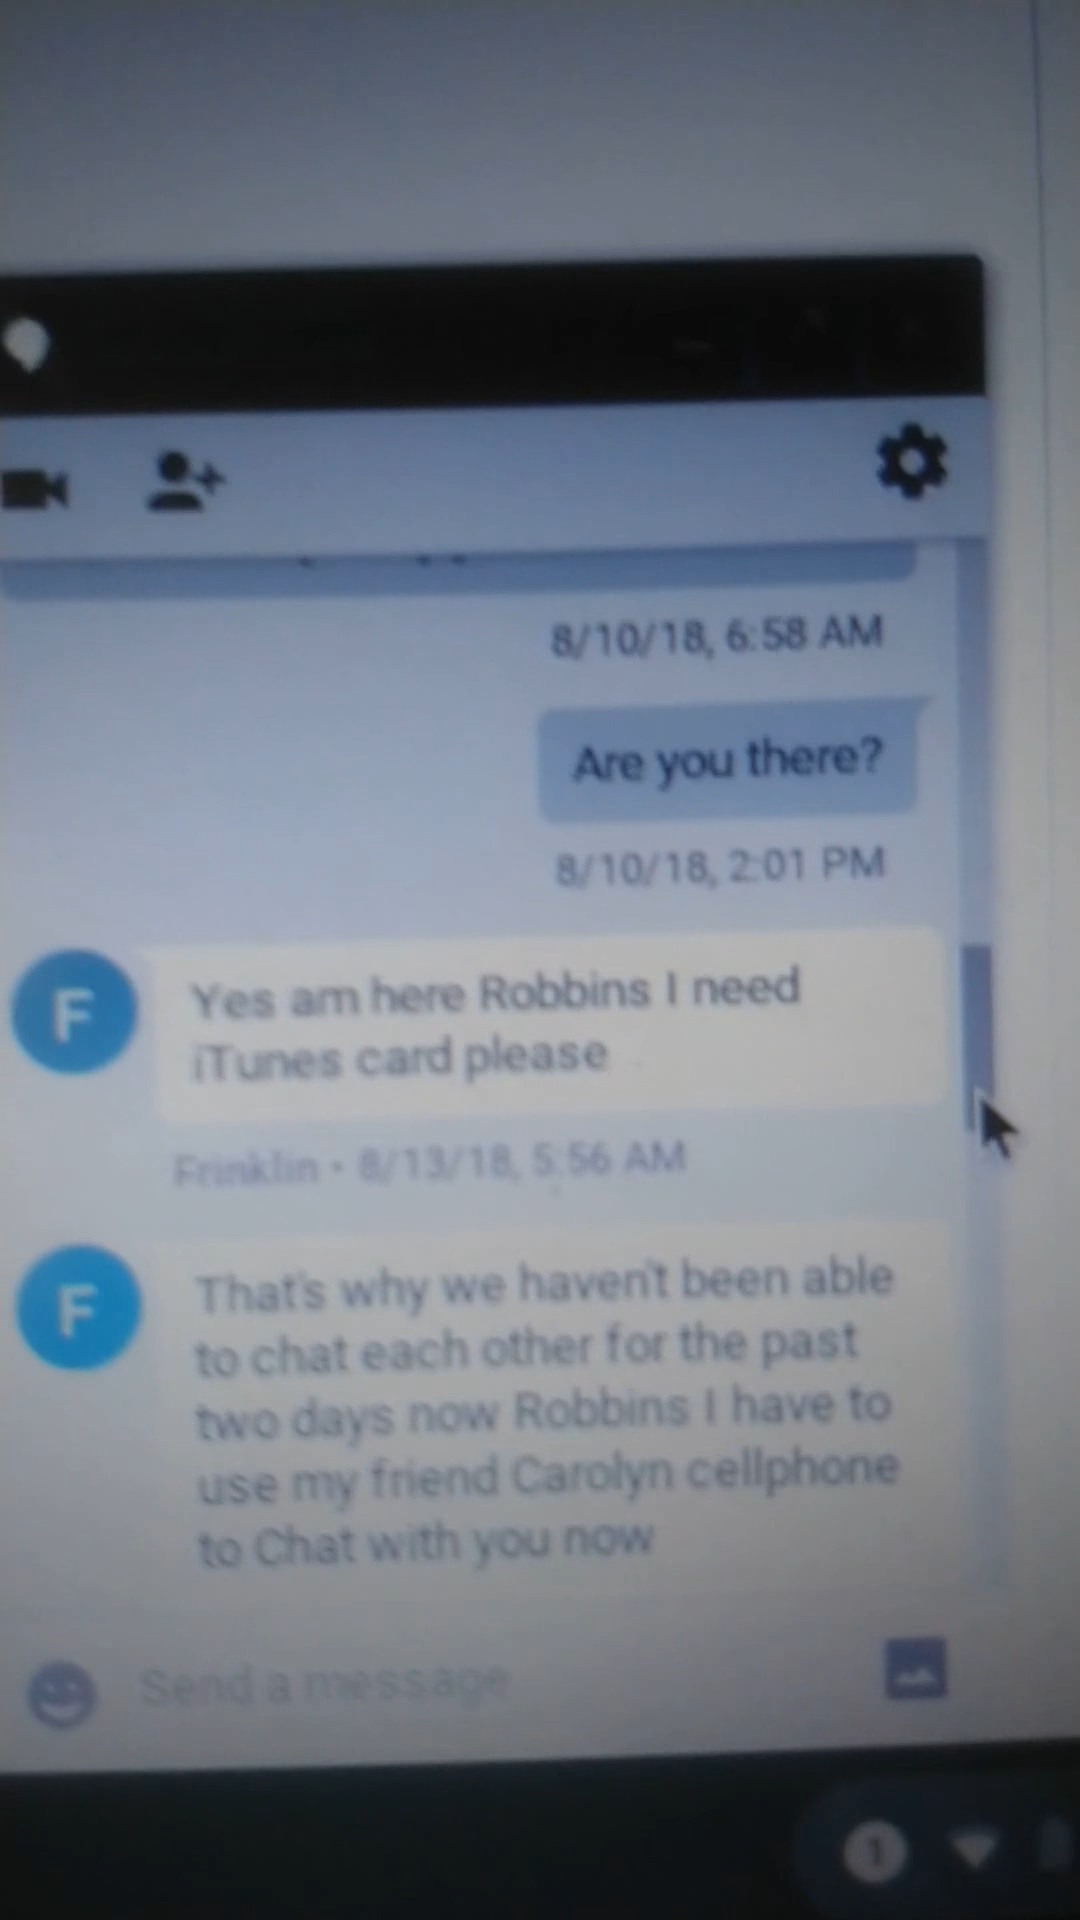 8/10/18, 6:58 AM
Are you there?
8/10/18, 2:01 PM
F
Yes am here Robbins I need
iTunes card please
Frinklin • 8/13/18, 5:56 AM
F
That's why we haven't been able
to chat each other for the past
two days now Robbins I have to
use my friend Carolyn cellphone
to Chat with you now
Send a message
1